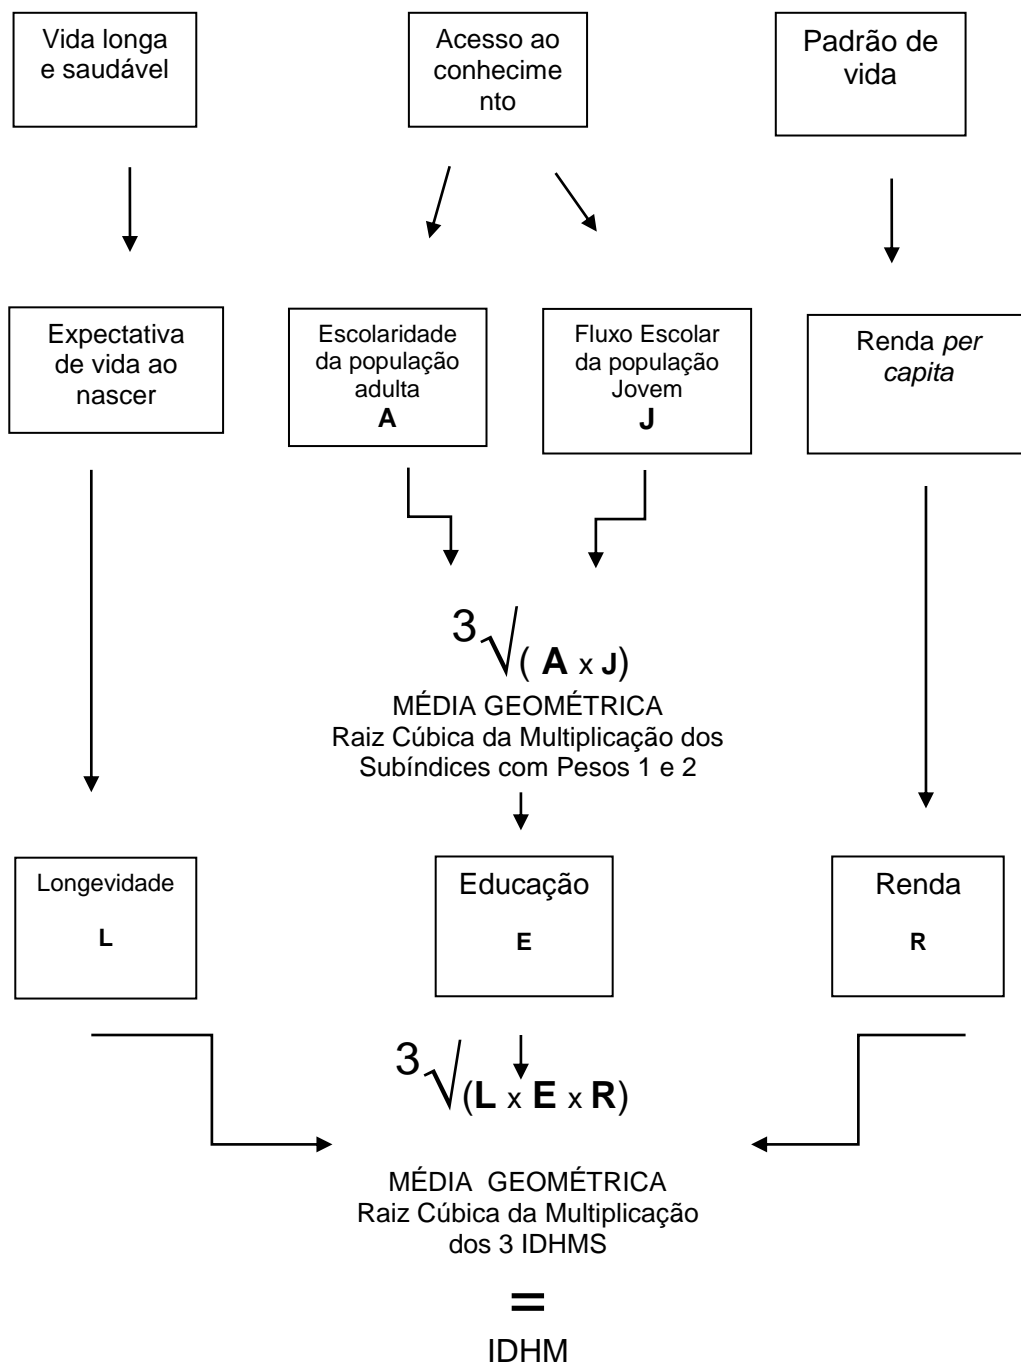 Vida longa
e saudável
Acesso ao
conhecime
nto
Padrão de
vida
Expectativa
de vida ao
nascer
Escolaridade
da população
adulta
A
Fluxo Escolar
da população
Jovem
J
Renda per
capita
3√( A x J)
MÉDIA GEOMÉTRICA
Raiz Cúbica da Multiplicação dos
Subíndices com Pesos 1 e 2
Longevidade
L
Educação
E
Renda
R
3√(L x E x R)
MÉDIA GEOMÉTRICA
Raiz Cúbica da Multiplicação
dos 3 IDHMS
=
IDHM